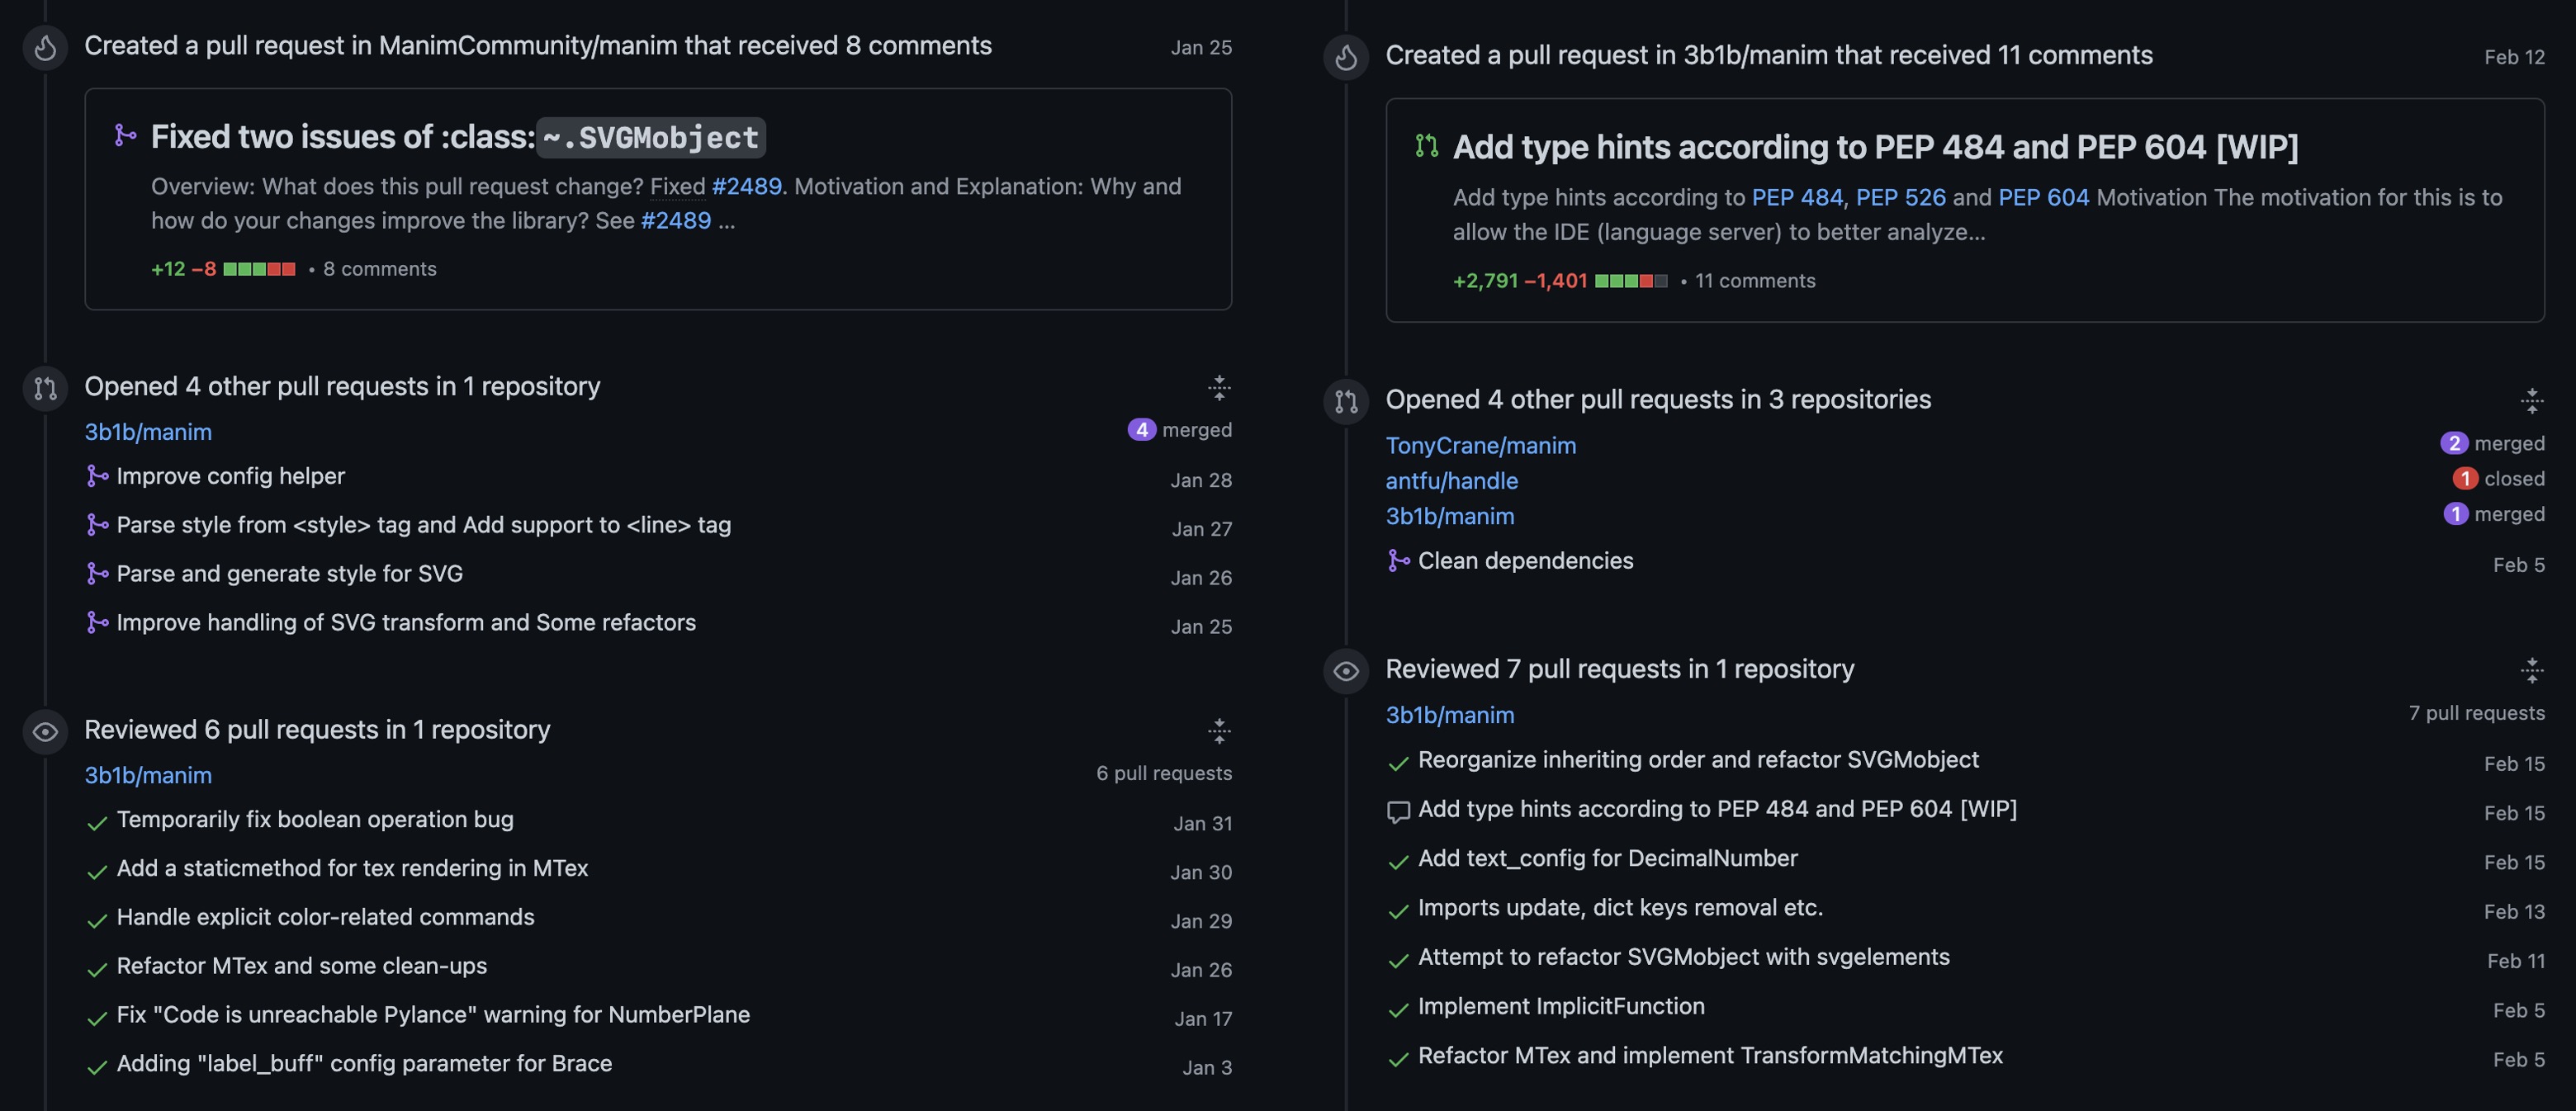 Created a pull request in ManimCommunity/manim that received 8 comments
Jan 25
Fixed two issues of :class:~.SVGMobject
Overview: What does this pull request change? Fixed #2489. Motivation and Explanation: Why and
how do your changes improve the library? See #2489 ...
+12 −8 • 8 comments
Opened 4 other pull requests in 1 repository
3b1b/manim
4 merged
Improve config helper
Jan 28
Parse style from <style> tag and Add support to <line> tag
Jan 27
Parse and generate style for SVG
Jan 26
Improve handling of SVG transform and Some refactors
Jan 25
Reviewed 6 pull requests in 1 repository
3b1b/manim
6 pull requests
Temporarily fix boolean operation bug
Jan 31
Add a staticmethod for tex rendering in MTex
Jan 30
Handle explicit color-related commands
Jan 29
Refactor MTex and some clean-ups
Jan 26
Fix "Code is unreachable Pylance" warning for NumberPlane
Jan 17
Adding "label_buff" config parameter for Brace
Jan 3
Created a pull request in 3b1b/manim that received 11 comments
Feb 12
Add type hints according to PEP 484 and PEP 604 [WIP]
Add type hints according to PEP 484, PEP 526 and PEP 604 Motivation The motivation for this is to
allow the IDE (language server) to better analyze...
+2,791 −1,401 • 11 comments
Opened 4 other pull requests in 3 repositories
TonyCrane/manim
2 merged
antfu/handle
1 closed
3b1b/manim
1 merged
Clean dependencies
Feb 5
Reviewed 7 pull requests in 1 repository
3b1b/manim
7 pull requests
Reorganize inheriting order and refactor SVGMobject
Feb 15
Add type hints according to PEP 484 and PEP 604 [WIP]
Feb 15
Add text_config for DecimalNumber
Feb 15
Imports update, dict keys removal etc.
Feb 13
Attempt to refactor SVGMobject with svgelements
Feb 11
Implement ImplicitFunction
Feb 5
Refactor MTex and implement TransformMatchingMTex
Feb 5